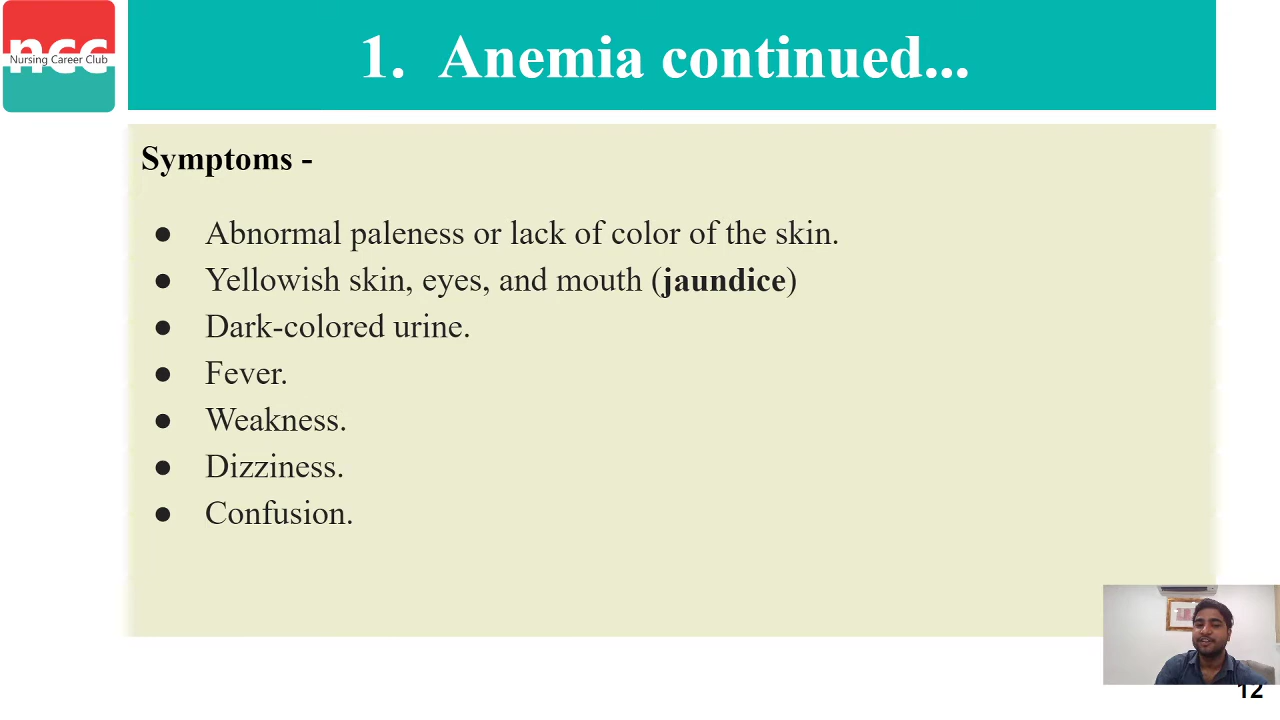 ncc
Nursing Career Club
1. Anemia continued...
Symptoms -
● Abnormal paleness or lack of color of the skin.
● Yellowish skin, eyes, and mouth (jaundice)
● Dark-colored urine.
● Fever.
● Weakness.
● Dizziness.
● Confusion.
12